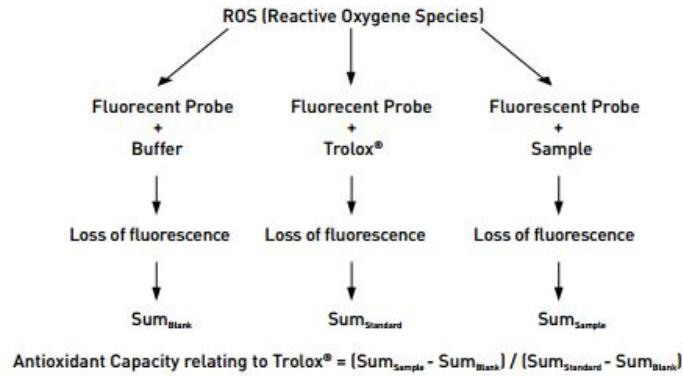 ROS (Reactive Oxygene Species)
Fluorecent Probe
+
Buffer
Fluorecent Probe
+
Trolox®
Fluorescent Probe
+
Sample
Loss of fluorescence
Loss of fluorescence
Loss of fluorescence
SumBlank
SumStandard
SumSample
Antioxidant Capacity relating to Trolox® = (SumSample - SumBlank) / (SumStandard - SumBlank)